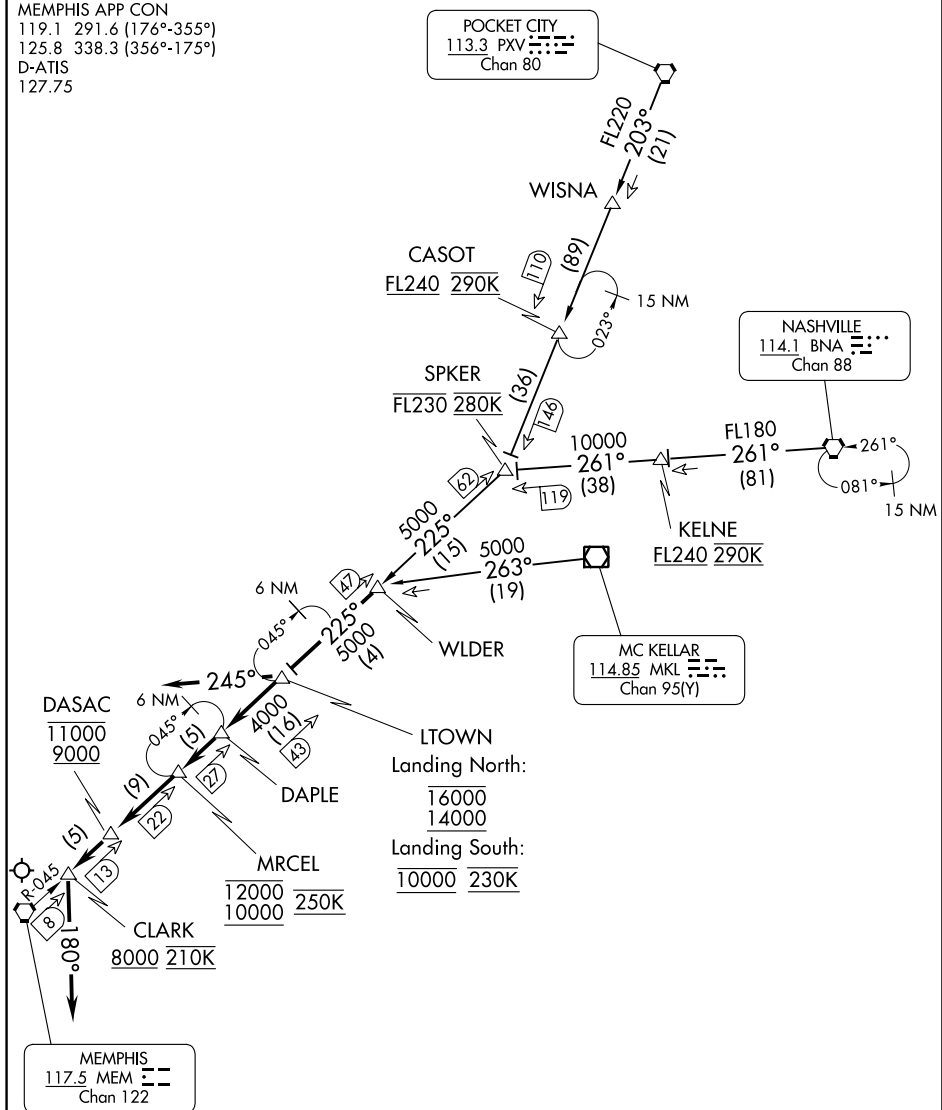 MEMPHIS APP CON
119.1 291.6 (176°-355°)
125.8 338.3 (356°-175°)
D-ATIS
127.75
POCKET CITY
113.3 PXV
Chan 80
FL220
203°
(21)
WISNA
(89)
CASOT
FL240 290K
110
15 NM
023°
NASHVILLE
114.1 BNA
Chan 88
SPKER
FL230 280K
(36)
146
10000
261°
(38)
FL180
261°
(81)
261°
081°
15 NM
62
119
KELNE
FL240 290K
5000
225°
(15)
5000
263°
(19)
47
6 NM
045°
225°
5000
(4)
WLDER
MC KELLAR
114.85 MKL
Chan 95(Y)
245°
6 NM
045°
DASAC
11000
9000
4000
(16)
43
LTOWN
Landing North:
16000
14000
Landing South:
10000 230K
(5)
27
DAPLE
(9)
22
MRCEL
12000
10000
250K
(5)
13
R-045
8
CLARK
8000 210K
180°
MEMPHIS
117.5 MEM
Chan 122